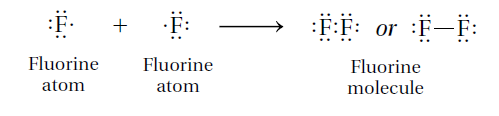 :F̤̈· + ·F̤̈: ⟶ :F̤̈:F̤̈: or :F̤̈—F̤̈:
Fluorine atom
Fluorine atom
Fluorine molecule